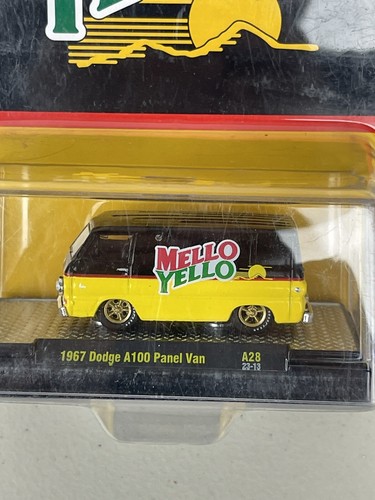 MELLO
YELLO
1967 Dodge A100 Panel Van A28
23-13